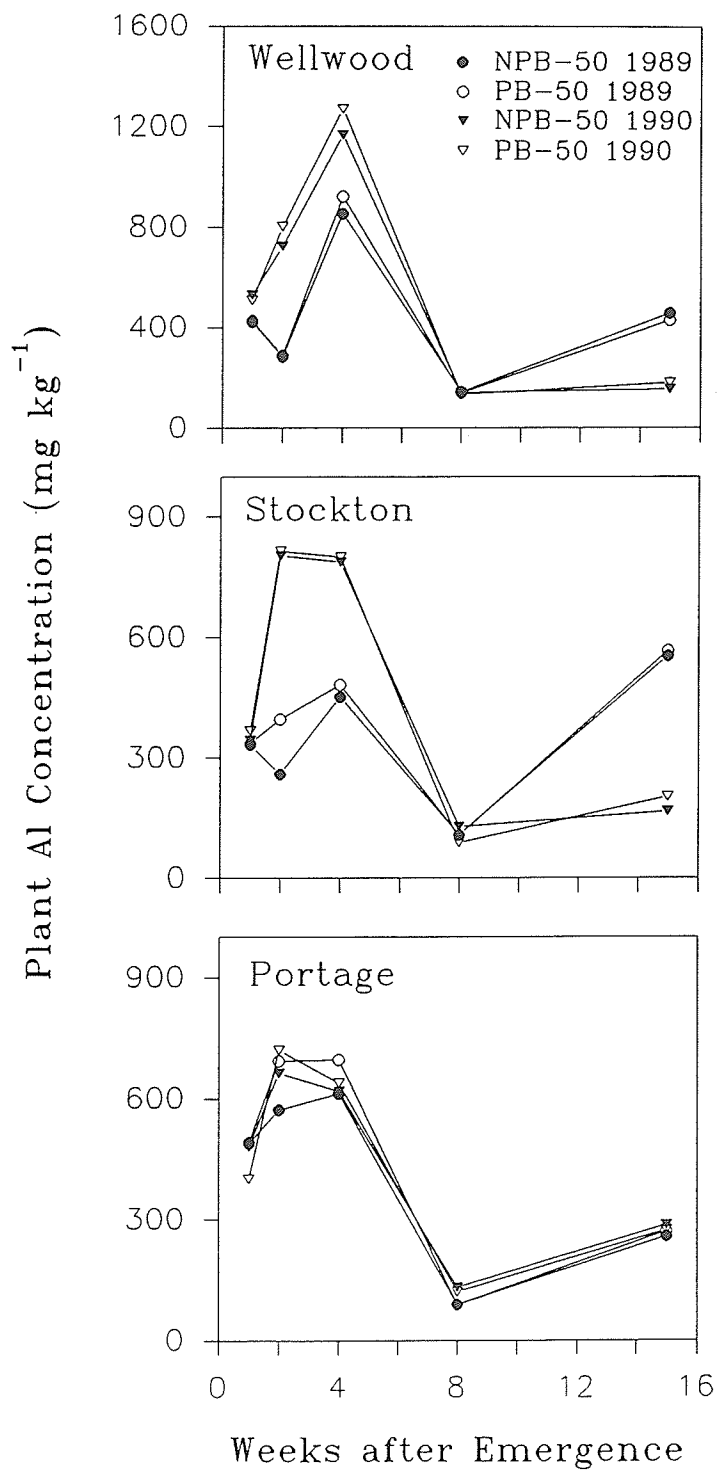 Plant Al Concentration (mg kg⁻¹)
1600
1200
800
400
0
Wellwood
NPB-50 1989
PB-50 1989
NPB-50 1990
PB-50 1990
900
600
300
0
Stockton
900
600
300
0
Portage
0 4 8 12 16
Weeks after Emergence